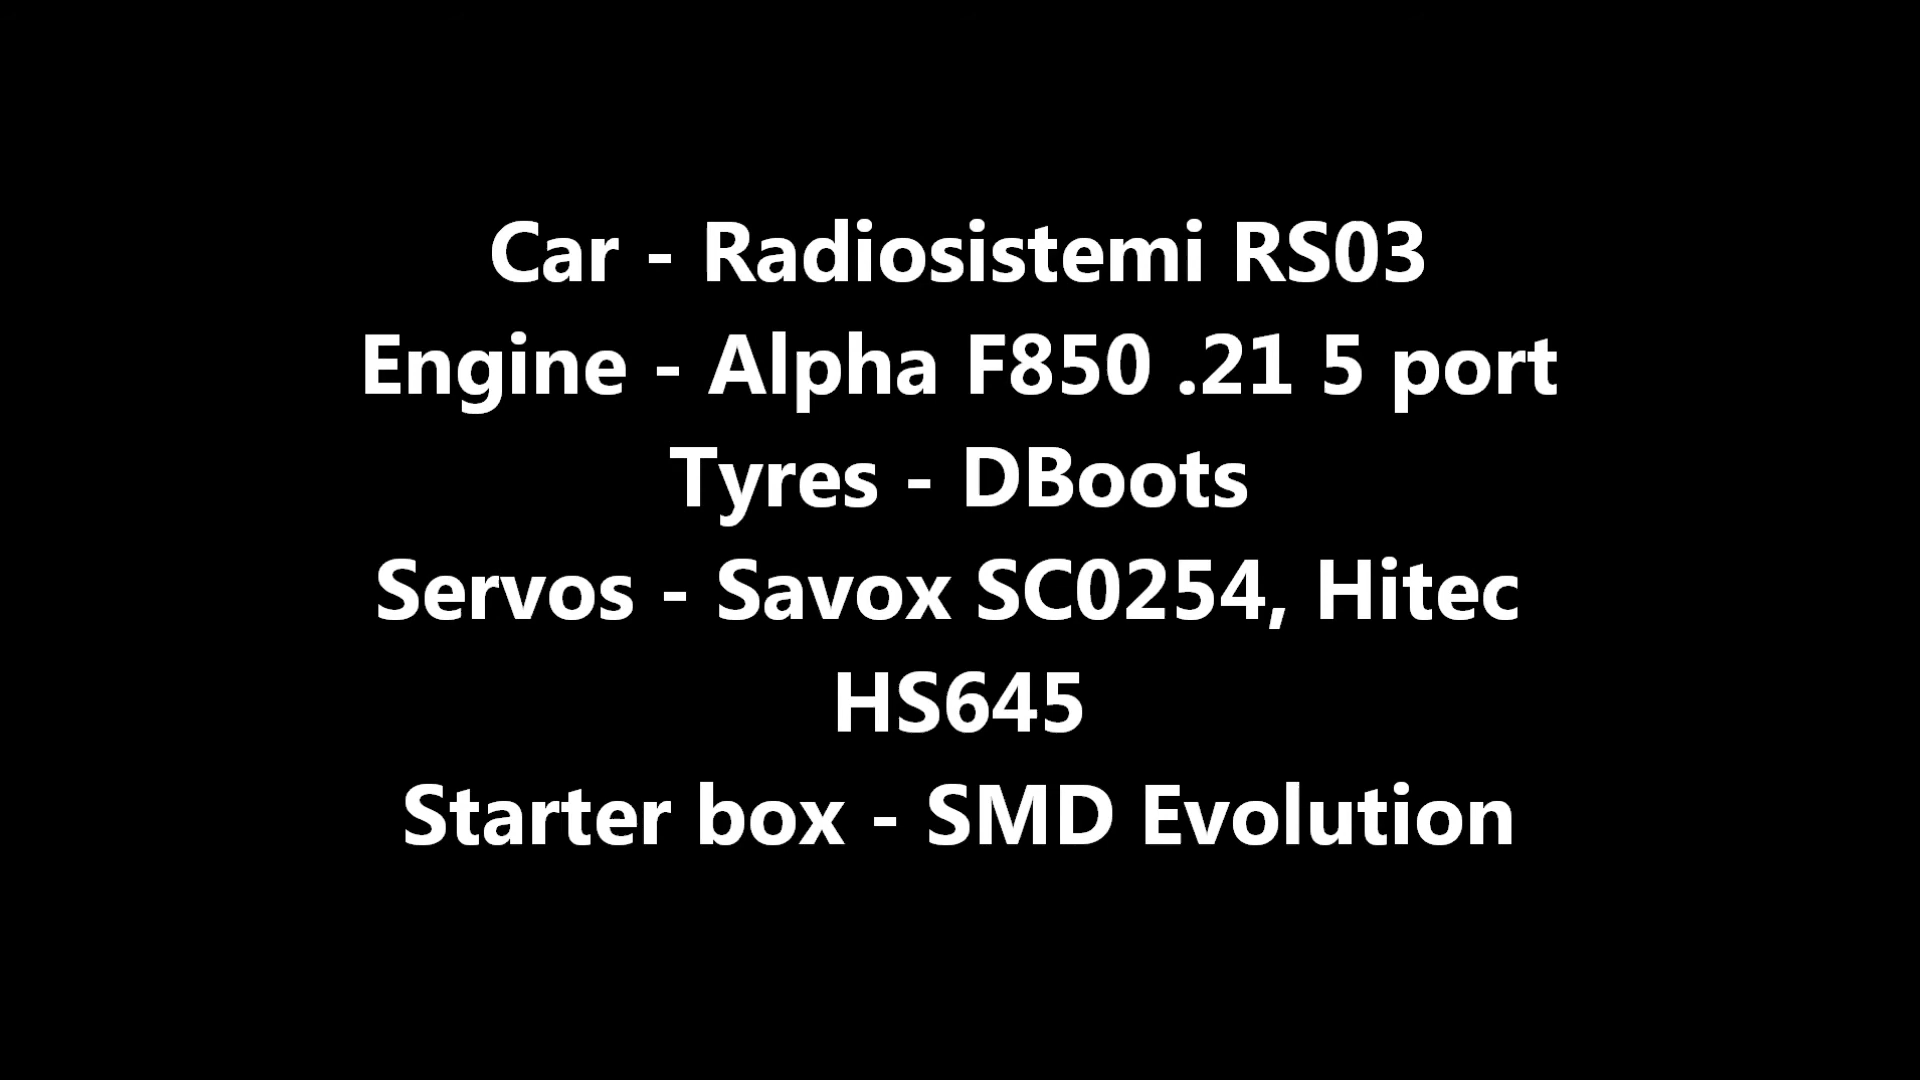 Car - Radiosistemi RS03
Engine - Alpha F850 .21 5 port
Tyres - DBoots
Servos - Savox SC0254, Hitec
HS645
Starter box - SMD Evolution